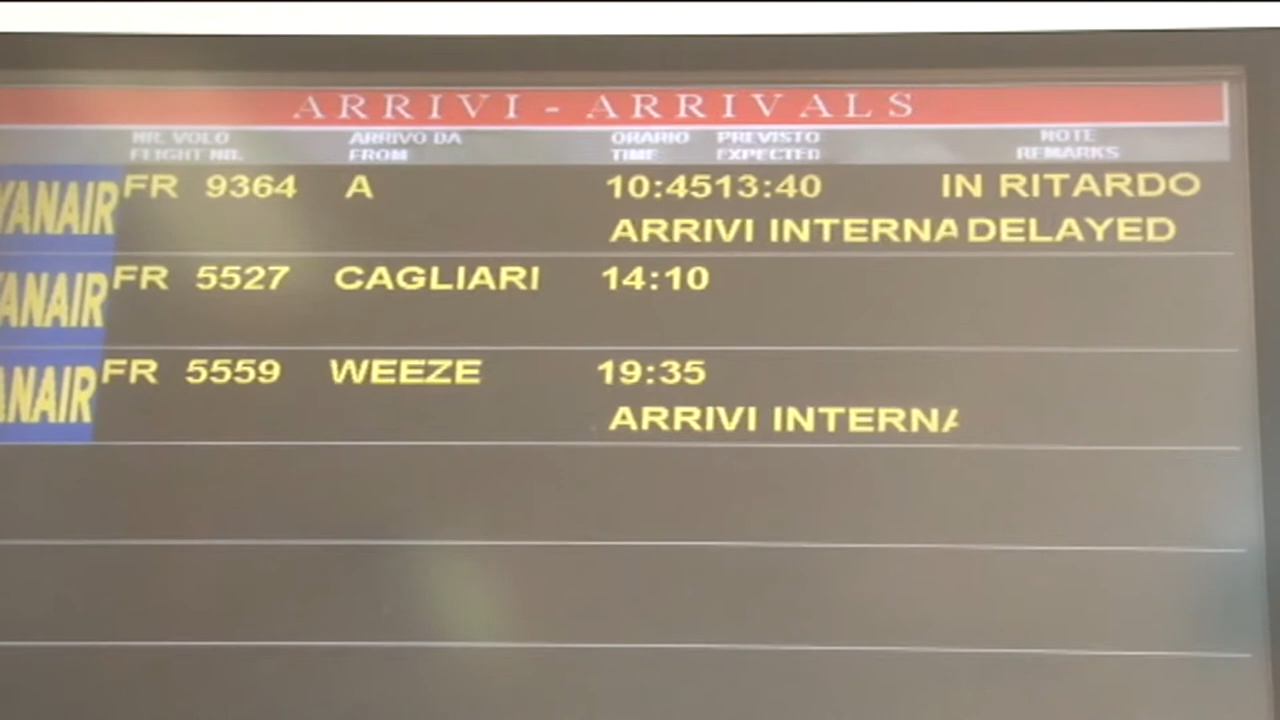 ARRIVI - ARRIVALS
NR. VOLO ARRIVO DA ORARIO PREVISTO NOTE
FLIGHT NR. FROM TIME EXPECTED REMARKS
YANAIR FR 9364 A 10:45 13:40 IN RITARDO
ARRIVI INTERNA DELAYED
YANAIR FR 5527 CAGLIARI 14:10
ANAIR FR 5559 WEEZE 19:35
ARRIVI INTERNA